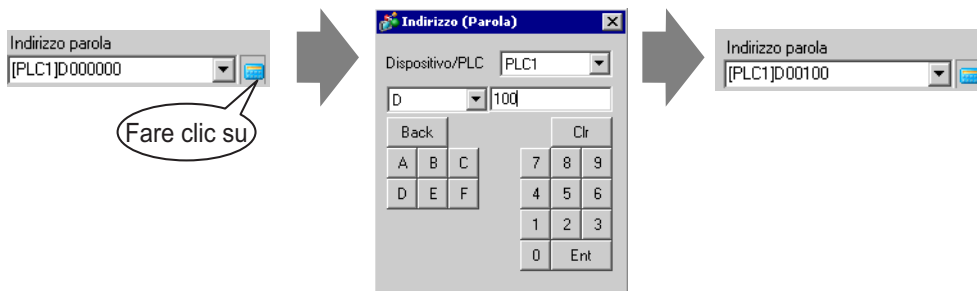 Indirizzo parola
[PLC1]D000000
Fare clic su
Indirizzo (Parola)
Dispositivo/PLC PLC1
D 100
Back Clr
A B C 7 8 9
D E F 4 5 6
1 2 3
0 Ent
Indirizzo parola
[PLC1]D00100